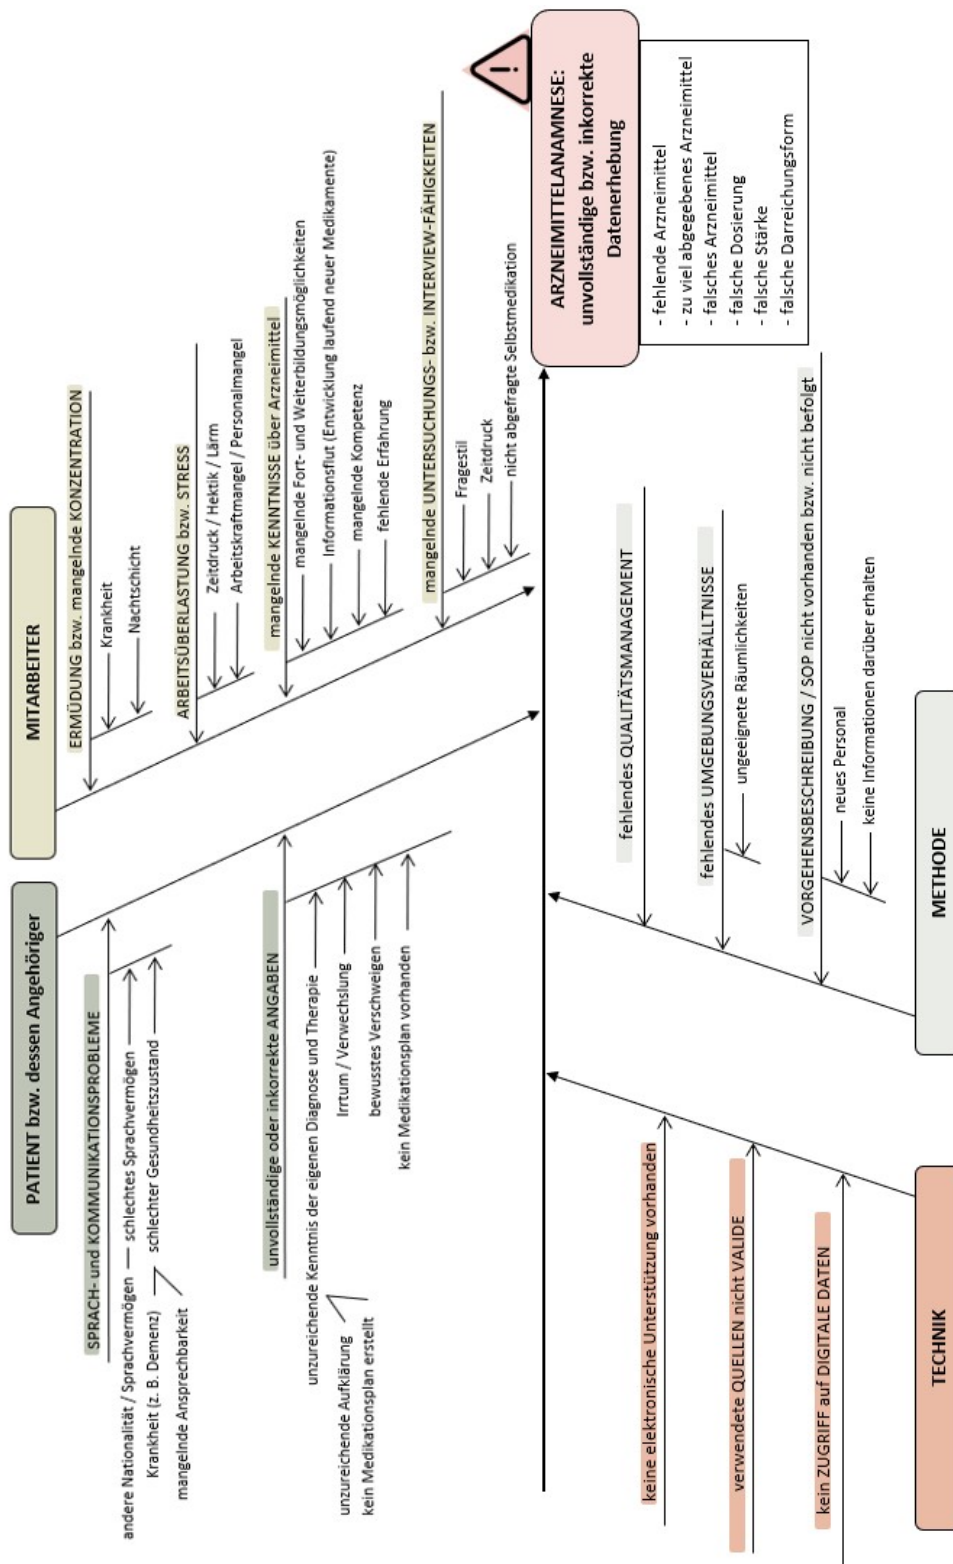 PATIENT bzw. dessen Angehöriger
SPRACH- und KOMMUNIKATIONSPROBLEME
andere Nationalität / Sprachvermögen
schlechtes Sprachvermögen
Krankheit (z. B. Demenz)
schlechter Gesundheitszustand
mangelnde Ansprechbarkeit
unvollständige oder inkorrekte ANGABEN
unzureichende Kenntnis der eigenen Diagnose und Therapie
unzureichende Aufklärung
kein Medikationsplan erstellt
Irrtum / Verwechslung
bewusstes Verschweigen
kein Medikationsplan vorhanden
MITARBEITER
ERMÜDUNG bzw. mangelnde KONZENTRATION
Krankheit
Nachtschicht
ARBEITSÜBERLASTUNG bzw. STRESS
Zeitdruck / Hektik / Lärm
Arbeitskraftmangel / Personalmangel
mangelnde KENNTNISSE über Arzneimittel
mangelnde Fort- und Weiterbildungsmöglichkeiten
Informationsflut (Entwicklung laufend neuer Medikamente)
mangelnde Kompetenz
fehlende Erfahrung
mangelnde UNTERSUCHUNGS- bzw. INTERVIEW-FÄHIGKEITEN
Fragestil
Zeitdruck
nicht abgefragte Selbstmedikation
ARZNEIMITTELANAMNESE:
unvollständige bzw. inkorrekte
Datenerhebung
- fehlende Arzneimittel
- zu viel abgegebenes Arzneimittel
- falsches Arzneimittel
- falsche Dosierung
- falsche Stärke
- falsche Darreichungsform
keine elektronische Unterstützung vorhanden
verwendete QUELLEN nicht VALIDE
kein ZUGRIFF auf DIGITALE DATEN
TECHNIK
fehlendes QUALITÄTSMANAGEMENT
fehlendes UMGEBUNGSVERHÄLLTNISSE
ungeeignete Räumlichkeiten
VORGEHENSBESCHREIBUNG / SOP nicht vorhanden bzw. nicht befolgt
neues Personal
keine Informationen darüber erhalten
METHODE